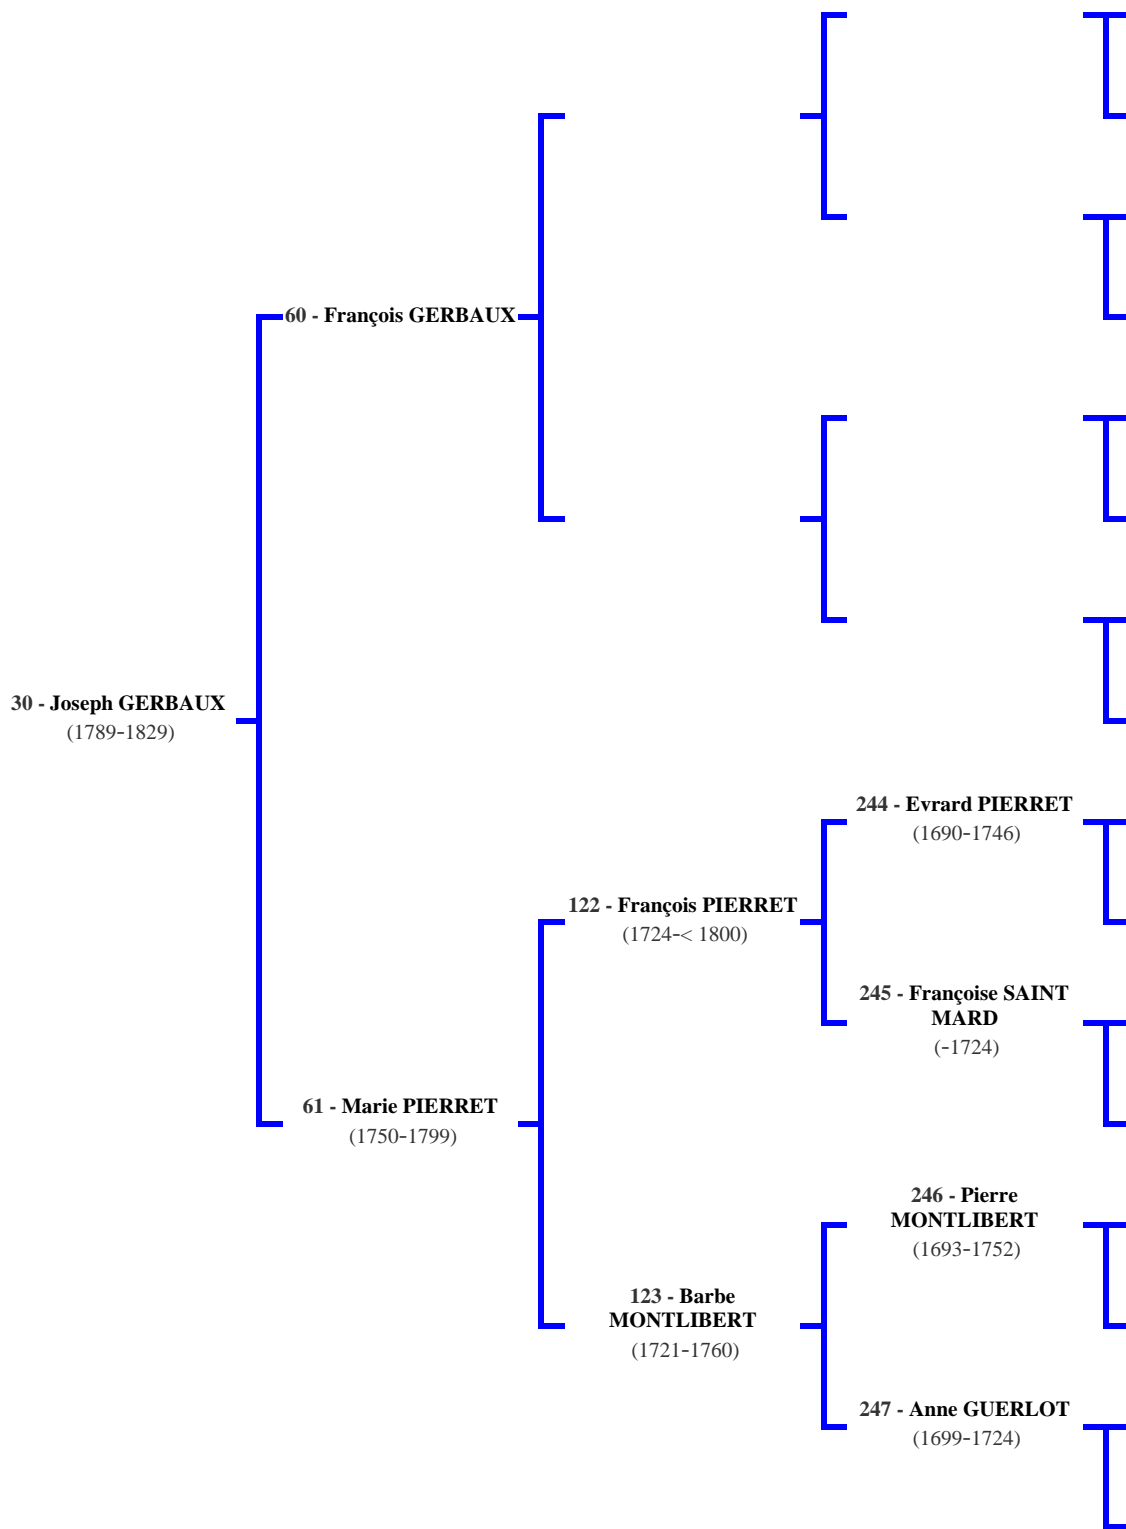 60 - François GERBAUX
30 - Joseph GERBAUX
(1789-1829)
244 - Evrard PIERRET
(1690-1746)
122 - François PIERRET
(1724-< 1800)
245 - Françoise SAINT
MARD
(-1724)
61 - Marie PIERRET
(1750-1799)
246 - Pierre
MONTLIBERT
(1693-1752)
123 - Barbe
MONTLIBERT
(1721-1760)
247 - Anne GUERLOT
(1699-1724)